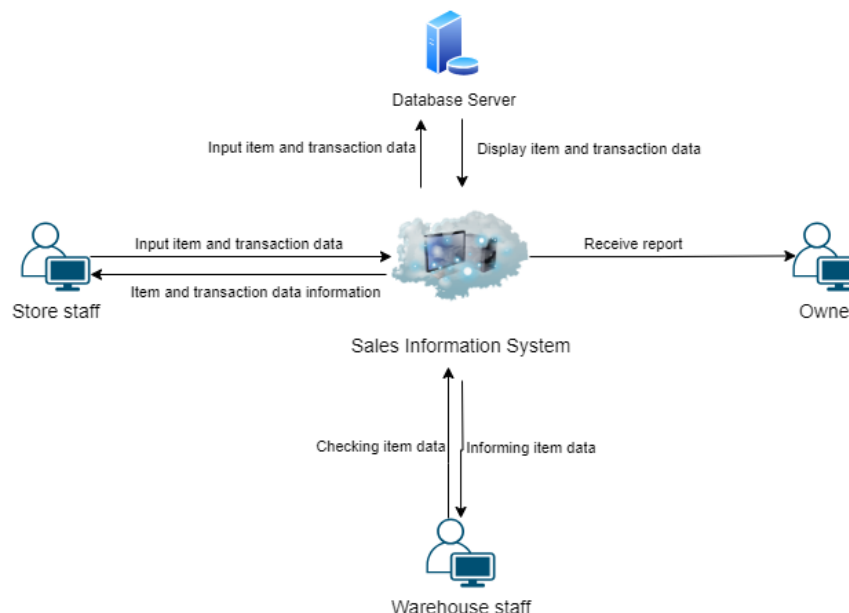 Database Server
Input item and transaction data
Display item and transaction data
Input item and transaction data
Receive report
Item and transaction data information
Store staff
Owne
Sales Information System
Checking item data
Informing item data
Warehouse staff